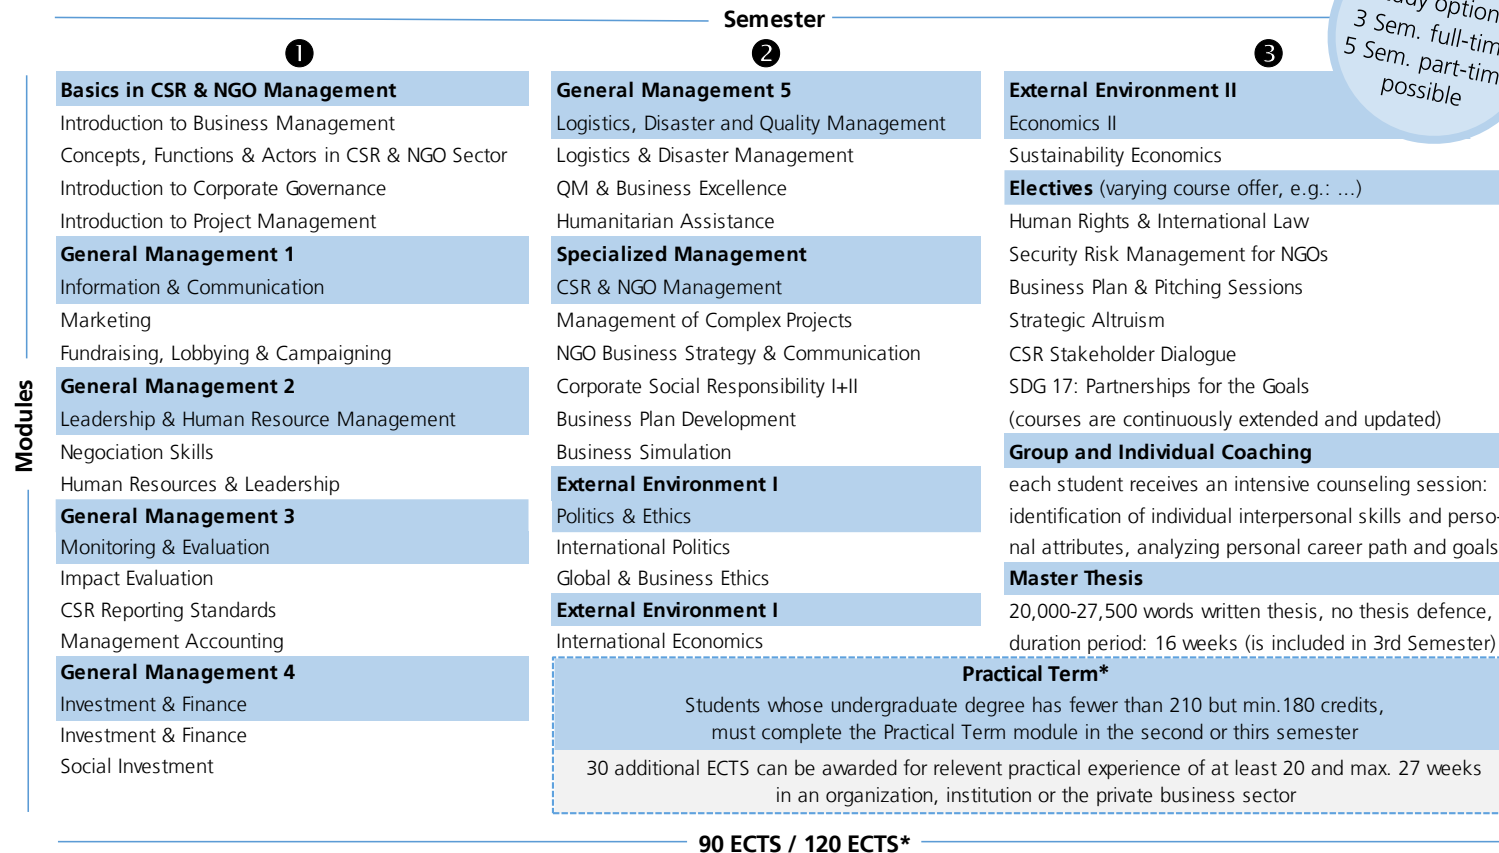 Semester
❶
Basics in CSR & NGO Management
Introduction to Business Management
Concepts, Functions & Actors in CSR & NGO Sector
Introduction to Corporate Governance
Introduction to Project Management
General Management 1
Information & Communication
Marketing
Fundraising, Lobbying & Campaigning
General Management 2
Leadership & Human Resource Management
Negociation Skills
Human Resources & Leadership
General Management 3
Monitoring & Evaluation
Impact Evaluation
CSR Reporting Standards
Management Accounting
General Management 4
Investment & Finance
Investment & Finance
Social Investment
❷
General Management 5
Logistics, Disaster and Quality Management
Logistics & Disaster Management
QM & Business Excellence
Humanitarian Assistance
Specialized Management
CSR & NGO Management
Management of Complex Projects
NGO Business Strategy & Communication
Corporate Social Responsibility I+II
Business Plan Development
Business Simulation
External Environment I
Politics & Ethics
International Politics
Global & Business Ethics
External Environment I
International Economics
❸
External Environment II
Economics II
Sustainability Economics
Electives (varying course offer, e.g.: ...)
Human Rights & International Law
Security Risk Management for NGOs
Business Plan & Pitching Sessions
Strategic Altruism
CSR Stakeholder Dialogue
SDG 17: Partnerships for the Goals
(courses are continuously extended and updated)
Group and Individual Coaching
each student receives an intensive counseling session:
identification of individual interpersonal skills and perso-
nal attributes, analyzing personal career path and goals
Master Thesis
20,000-27,500 words written thesis, no thesis defence,
duration period: 16 weeks (is included in 3rd Semester)
option
3 Sem. full-tim
5 Sem. part-tim
possible
Practical Term*
Students whose undergraduate degree has fewer than 210 but min.180 credits,
must complete the Practical Term module in the second or thirs semester
30 additional ECTS can be awarded for relevent practical experience of at least 20 and max. 27 weeks
in an organization, institution or the private business sector
Modules
90 ECTS / 120 ECTS*